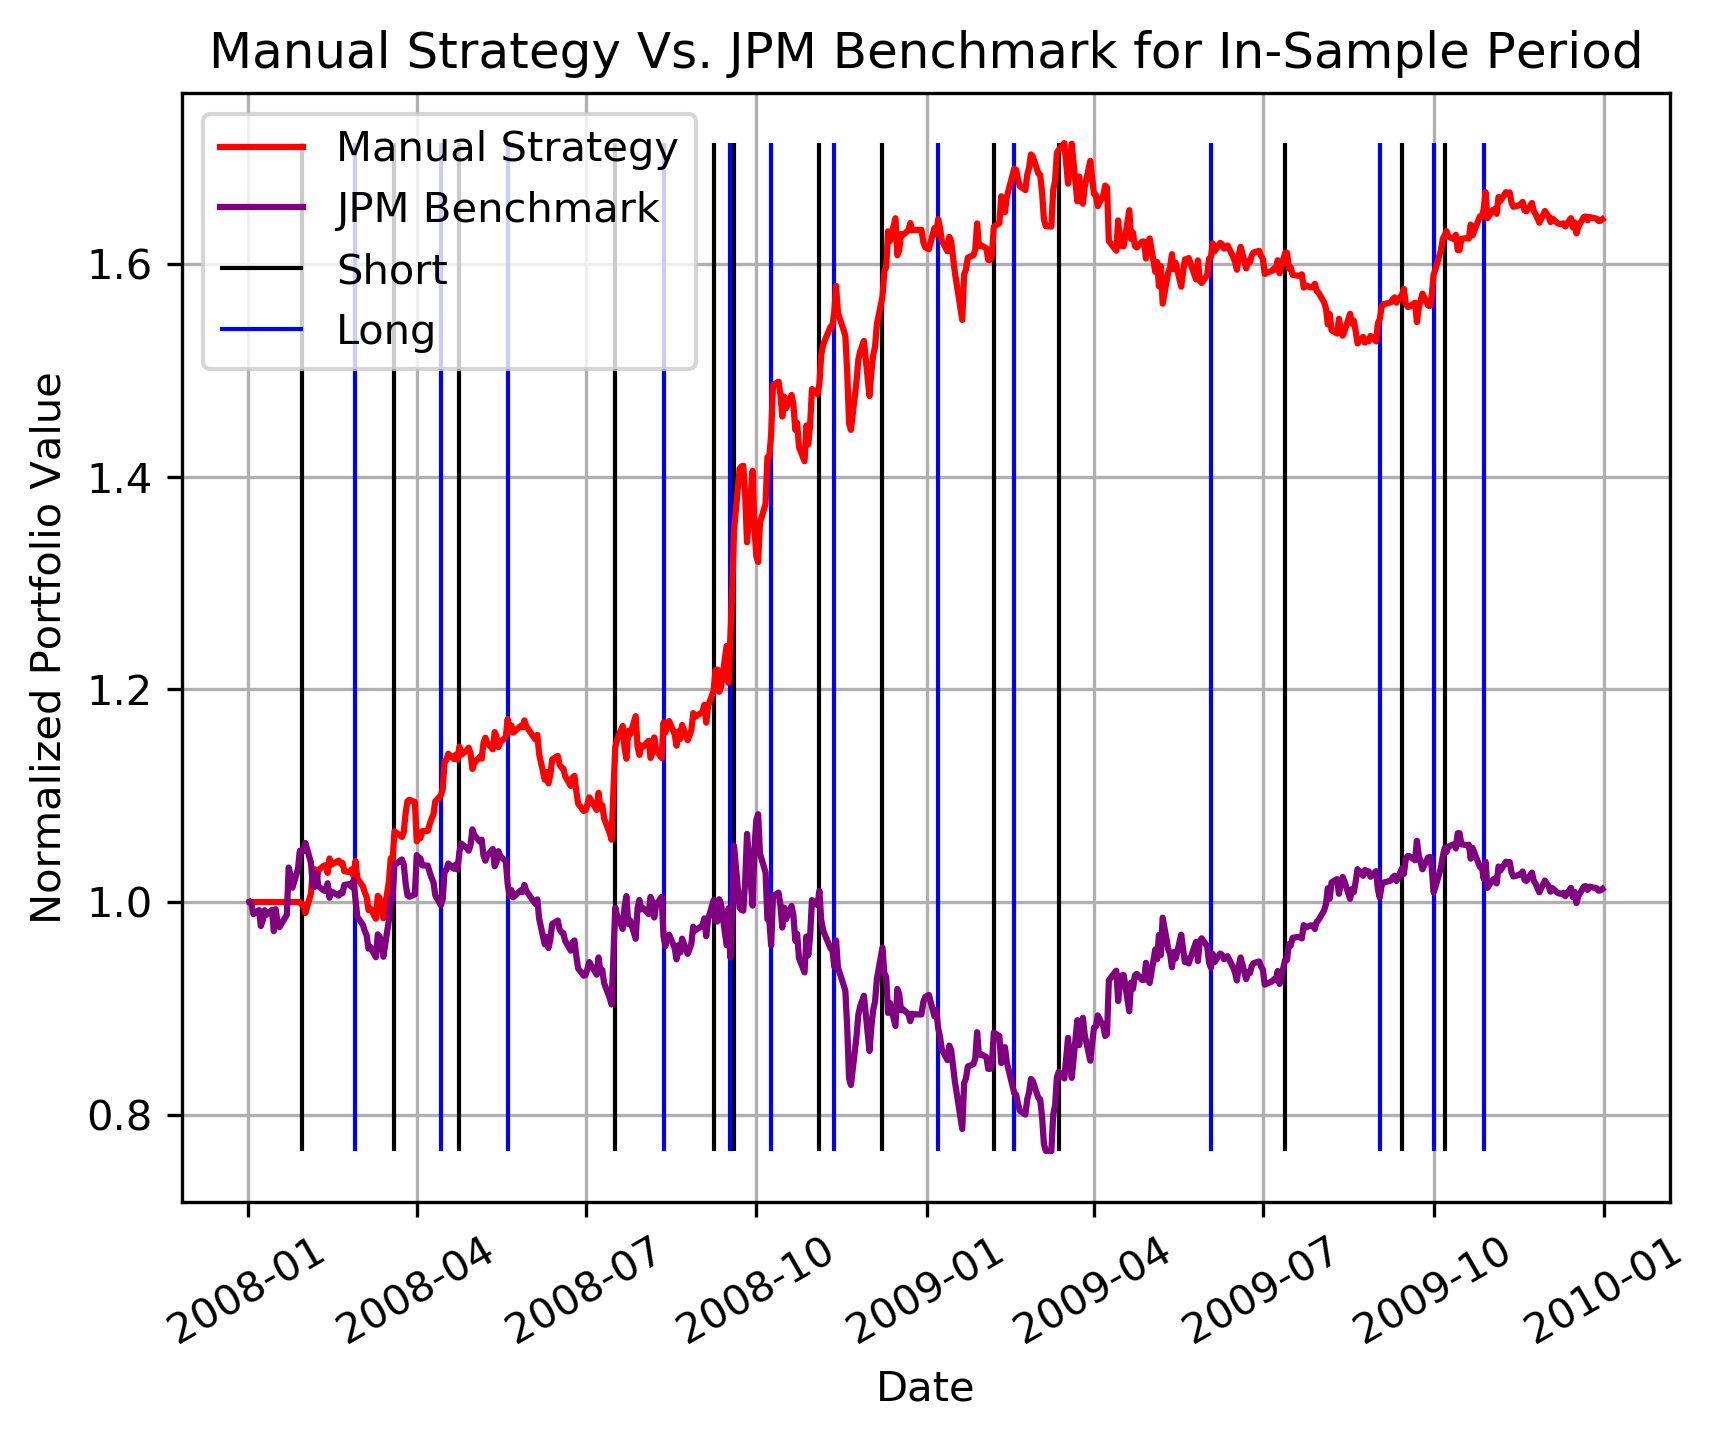 Manual Strategy Vs. JPM Benchmark for In-Sample Period
Manual Strategy
JPM Benchmark
Short
Long
Normalized Portfolio Value
1.6
1.4
1.2
1.0
0.8
2008-01
2008-04
2008-07
2008-10
2009-01
2009-04
2009-07
2009-10
2010-01
Date